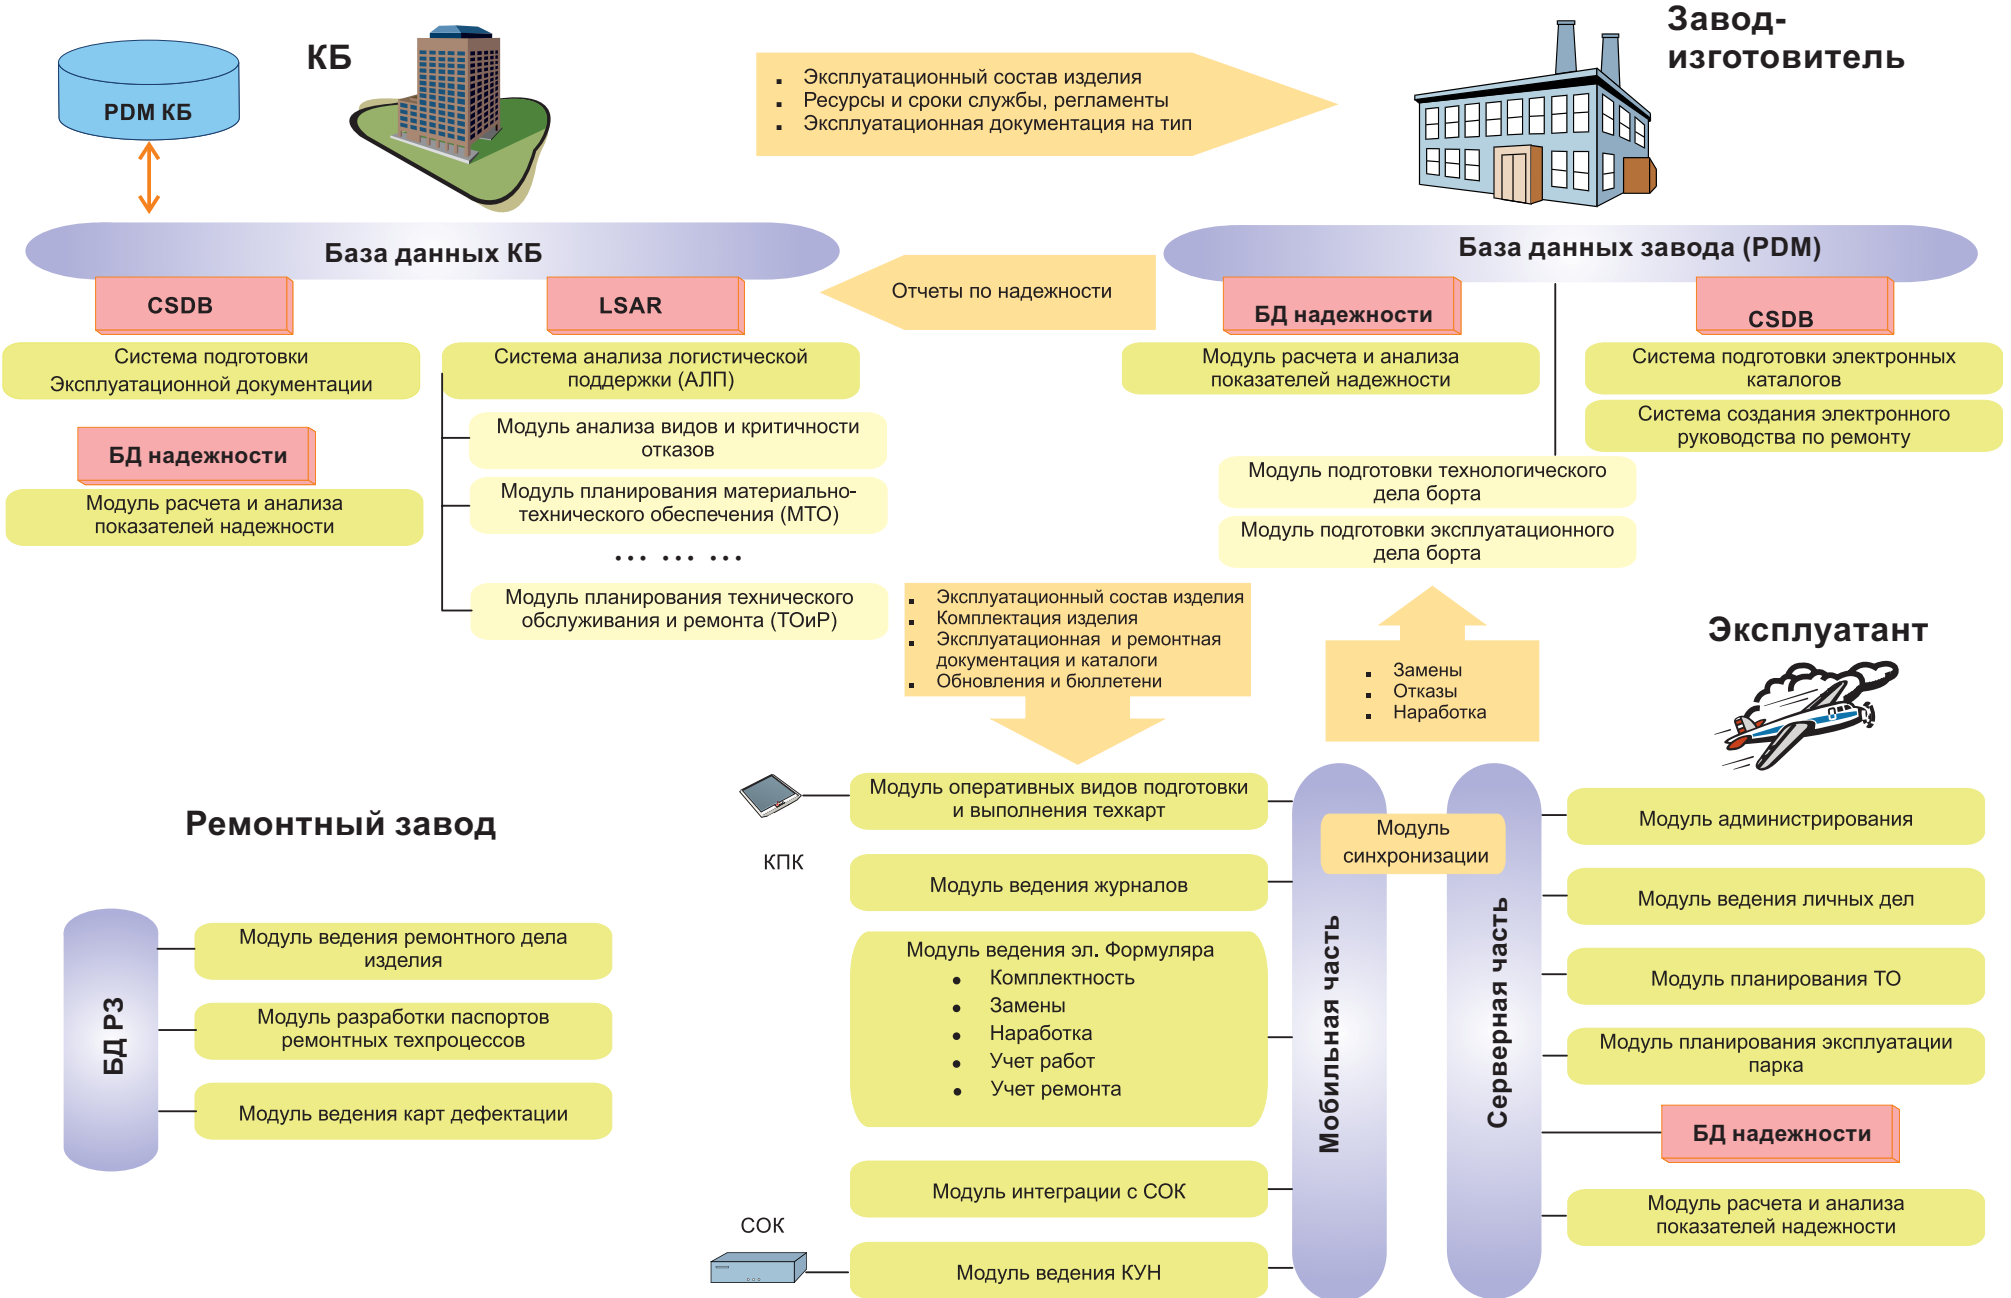 КБ
PDM КБ
Эксплуатационный состав изделия
Ресурсы и сроки службы, регламенты
Эксплуатационная документация на тип
Завод-
изготовитель
База данных КБ
CSDB
Система подготовки
Эксплуатационной документации
БД надежности
Модуль расчета и анализа
показателей надежности
LSAR
Система анализа логистической
поддержки (АЛП)
Модуль анализа видов и критичности
отказов
Модуль планирования материально-
технического обеспечения (МТО)
... ... ...
Модуль планирования технического
обслуживания и ремонта (ТОиР)
Отчеты по надежности
База данных завода (PDM)
БД надежности
Модуль расчета и анализа
показателей надежности
CSDB
Система подготовки электронных
каталогов
Система создания электронного
руководства по ремонту
Модуль подготовки технологического
дела борта
Модуль подготовки эксплуатационного
дела борта
Эксплуатационный состав изделия
Комплектация изделия
Эксплуатационная и ремонтная
документация и каталоги
Обновления и бюллетени
Замены
Отказы
Наработка
Эксплуатант
Ремонтный завод
БД РЗ
Модуль ведения ремонтного дела
изделия
Модуль разработки паспортов
ремонтных техпроцессов
Модуль ведения карт дефектации
КПК
СОК
Модуль оперативных видов подготовки
и выполнения техкарт
Модуль ведения журналов
Модуль ведения эл. Формуляра
Комплектность
Замены
Наработка
Учет работ
Учет ремонта
Модуль интеграции с СОК
Модуль ведения КУН
Мобильная часть
Модуль
синхронизации
Серверная часть
Модуль администрирования
Модуль ведения личных дел
Модуль планирования ТО
Модуль планирования эксплуатации
парка
БД надежности
Модуль расчета и анализа
показателей надежности